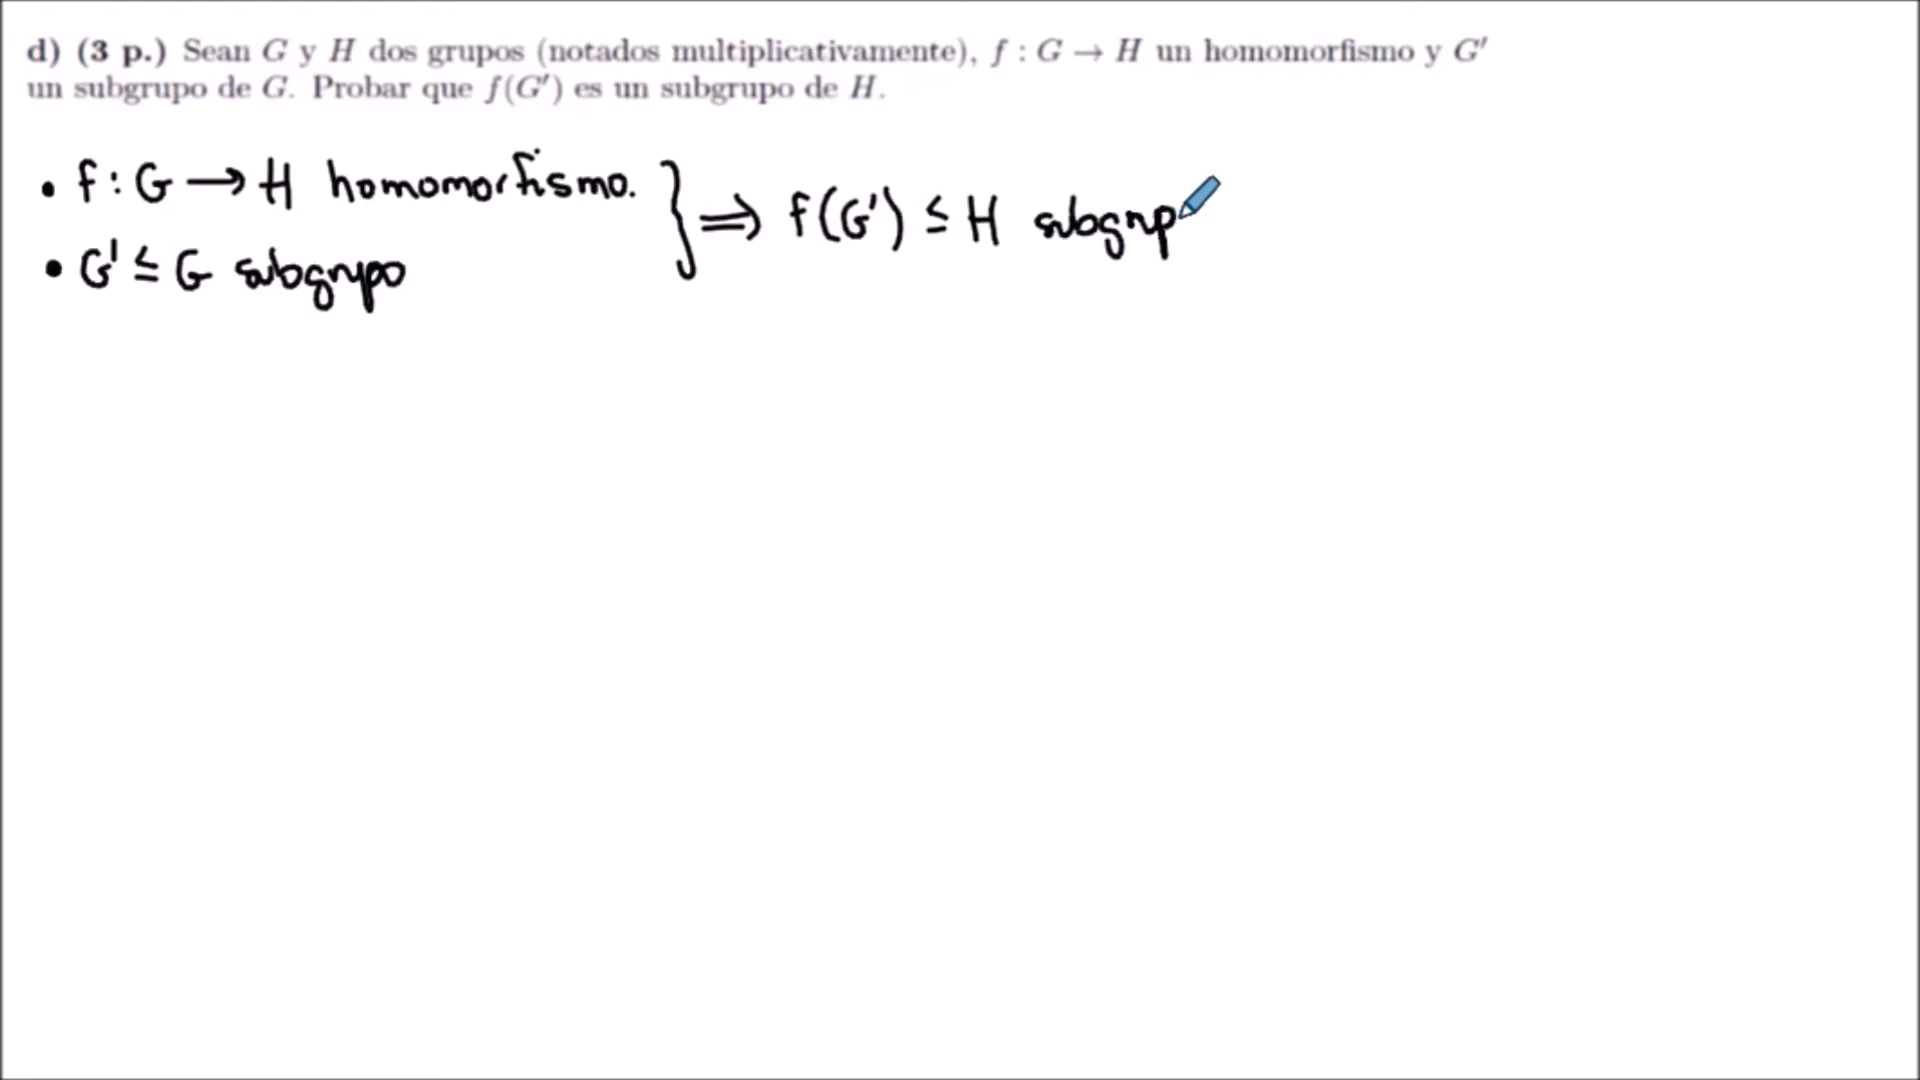 d) (3 p.) Sean G y H dos grupos (notados multiplicativamente), f : G → H un homomorfismo y G′
un subgrupo de G. Probar que f(G′) es un subgrupo de H.
• f : G → H homomorfismo.
• G' ≤ G subgrupo
} ⇒ f(G') ≤ H subgrup